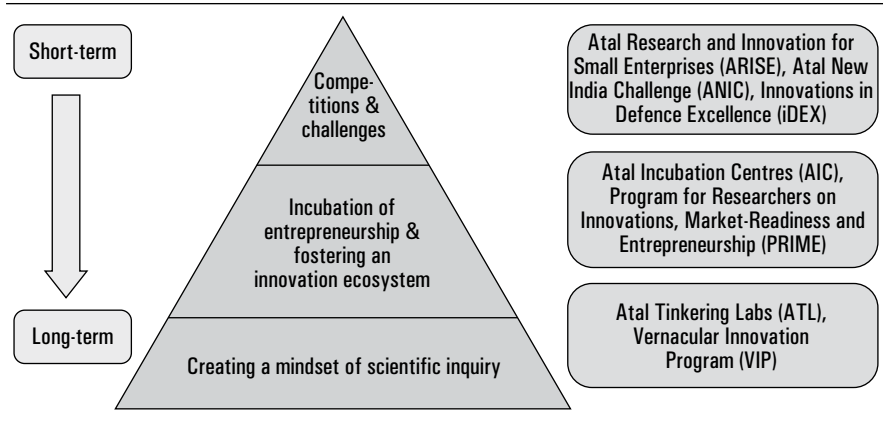 Short-term
Compe-
titions &
challenges
Atal Research and Innovation for
Small Enterprises (ARISE), Atal New
India Challenge (ANIC), Innovations in
Defence Excellence (iDEX)
Incubation of
entrepreneurship &
fostering an
innovation ecosystem
Atal Incubation Centres (AIC),
Program for Researchers on
Innovations, Market-Readiness and
Entrepreneurship (PRIME)
Long-term
Creating a mindset of scientific inquiry
Atal Tinkering Labs (ATL),
Vernacular Innovation
Program (VIP)